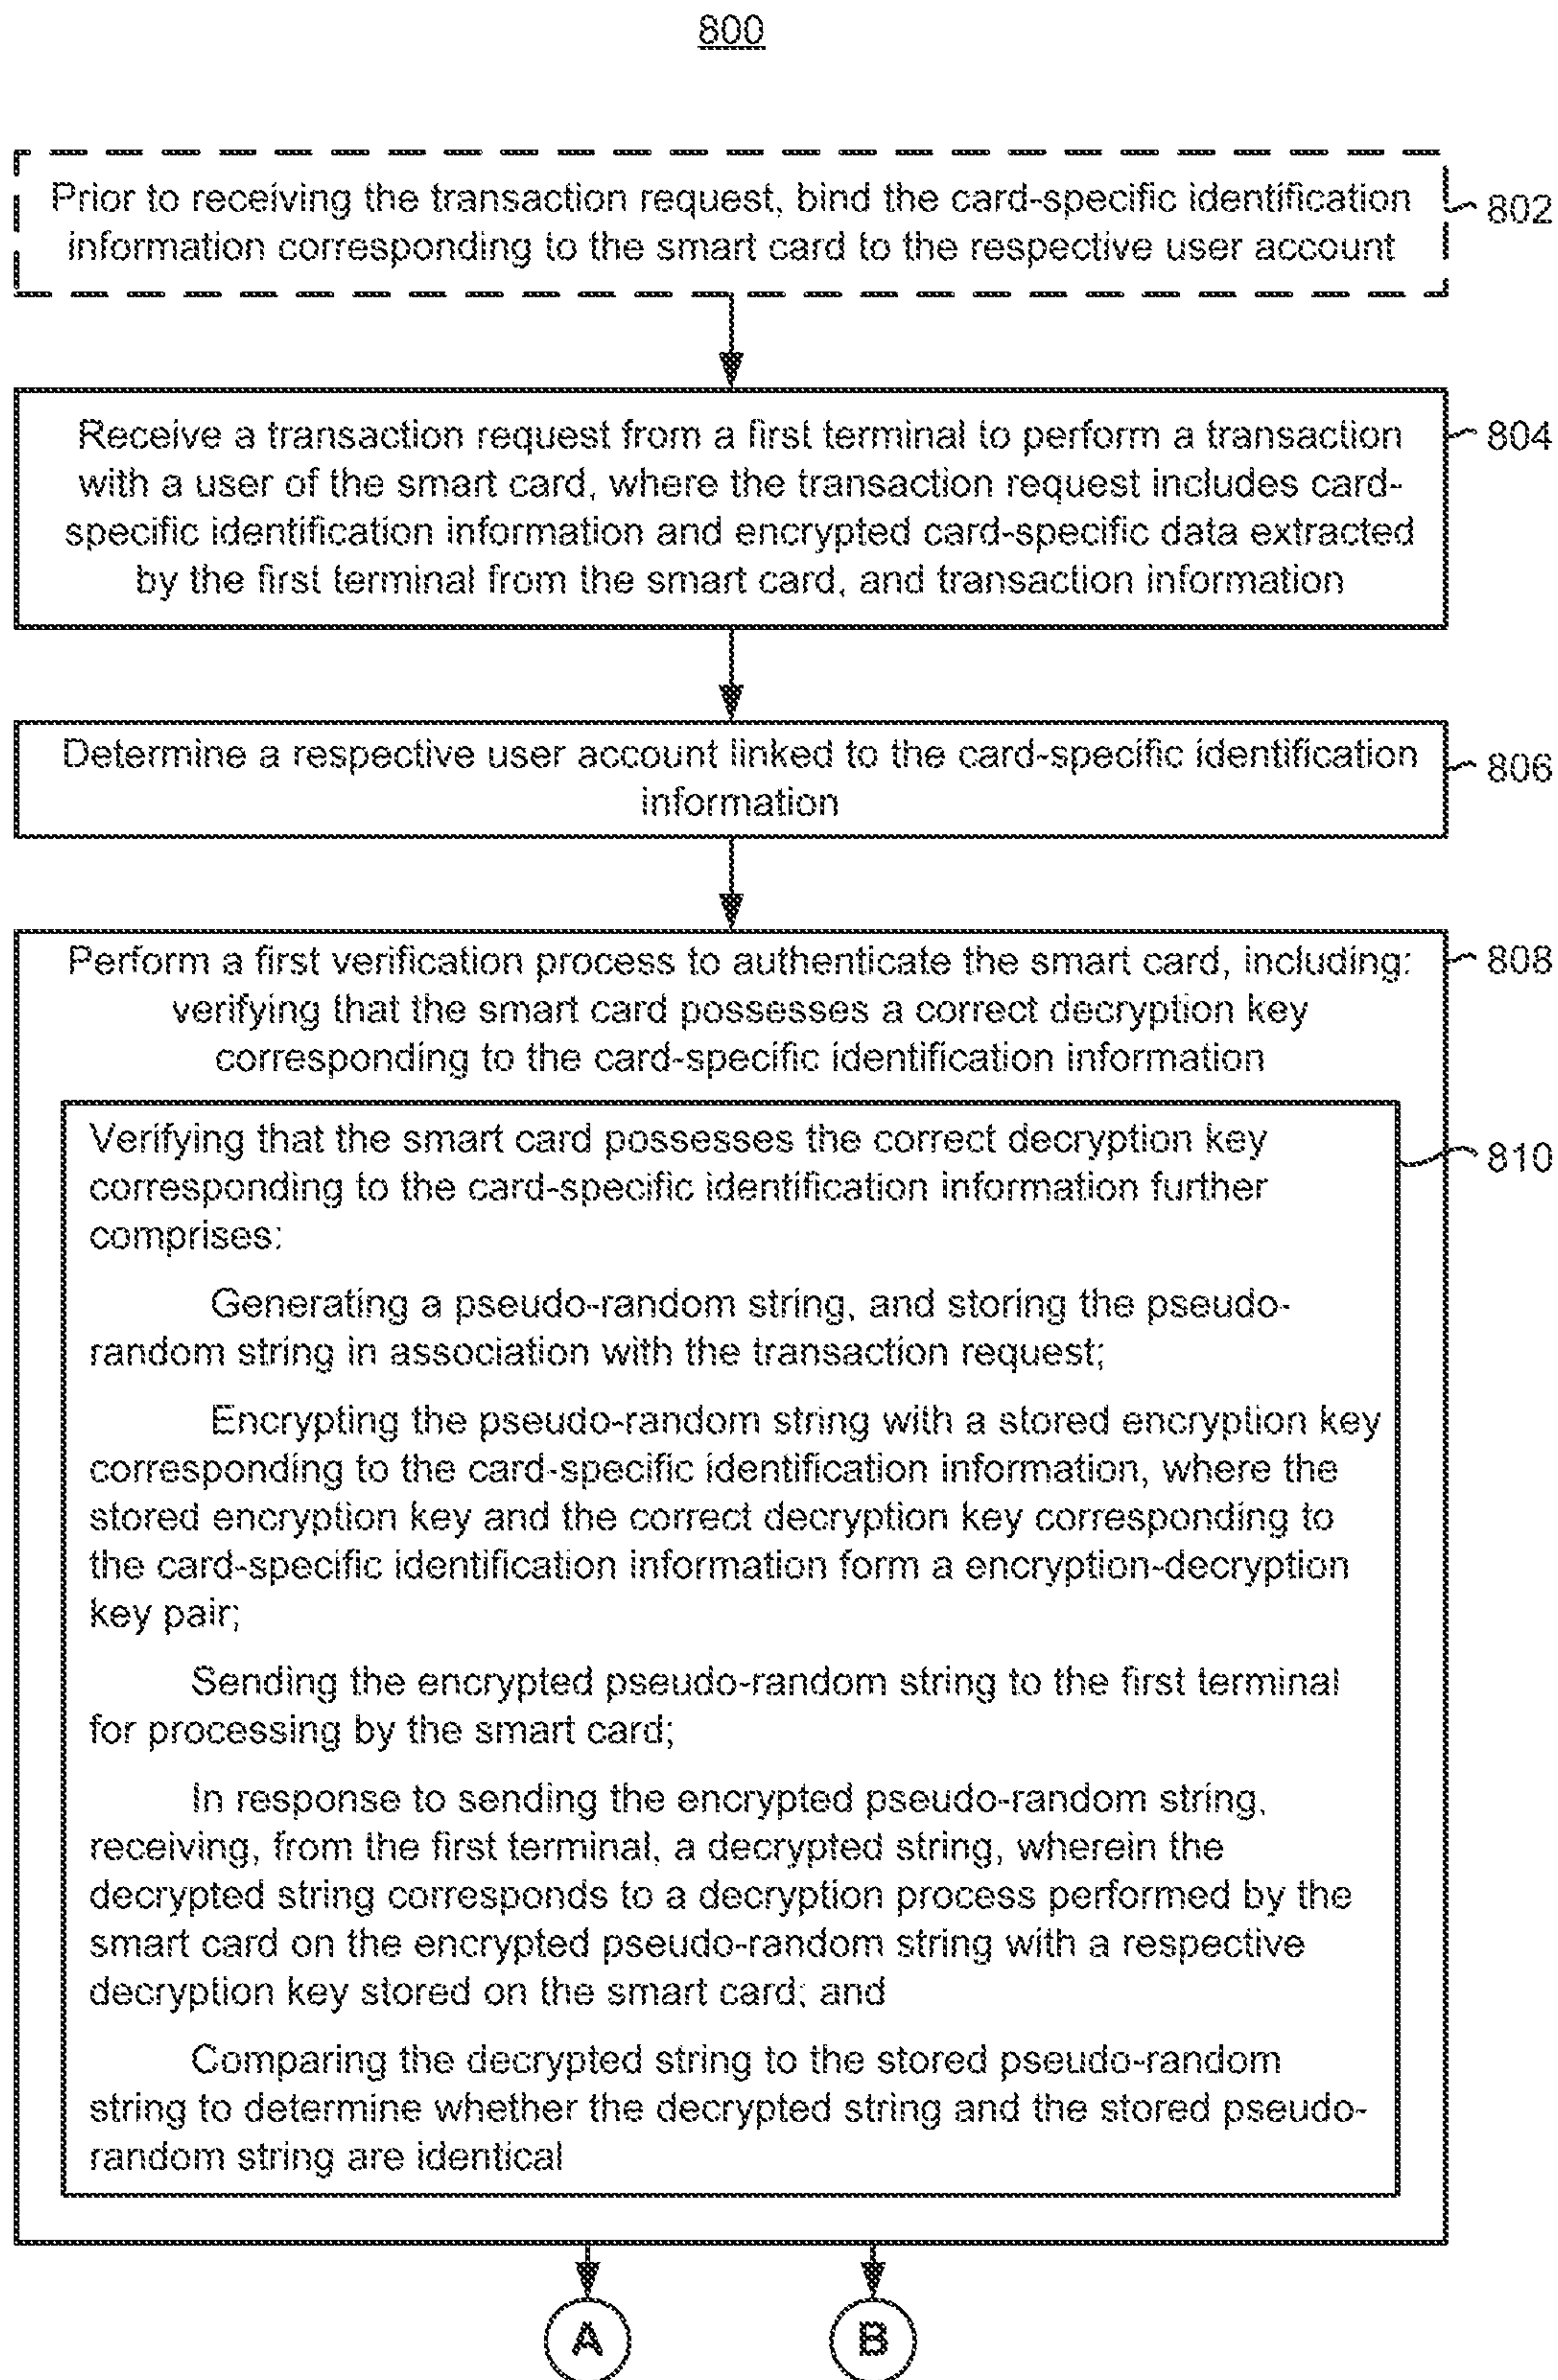 800
Prior to receiving the transaction request, bind the card-specific identification
information corresponding to the smart card to the respective user account
802
Receive a transaction request from a first terminal to perform a transaction
with a user of the smart card, where the transaction request includes card-
specific identification information and encrypted card-specific data extracted
by the first terminal from the smart card, and transaction information
804
Determine a respective user account linked to the card-specific identification
information
806
Perform a first verification process to authenticate the smart card, including:
verifying that the smart card possesses a correct decryption key
corresponding to the card-specific identification information
808
Verifying that the smart card possesses the correct decryption key
corresponding to the card-specific identification information further
comprises:
810
Generating a pseudo-random string, and storing the pseudo-
random string in association with the transaction request;
Encrypting the pseudo-random string with a stored encryption key
corresponding to the card-specific identification information, where the
stored encryption key and the correct decryption key corresponding to
the card-specific identification information form a encryption-decryption
key pair;
Sending the encrypted pseudo-random string to the first terminal
for processing by the smart card;
In response to sending the encrypted pseudo-random string,
receiving, from the first terminal, a decrypted string, wherein the
decrypted string corresponds to a decryption process performed by the
smart card on the encrypted pseudo-random string with a respective
decryption key stored on the smart card; and
Comparing the decrypted string to the stored pseudo-random
string to determine whether the decrypted string and the stored pseudo-
random string are identical
A
B